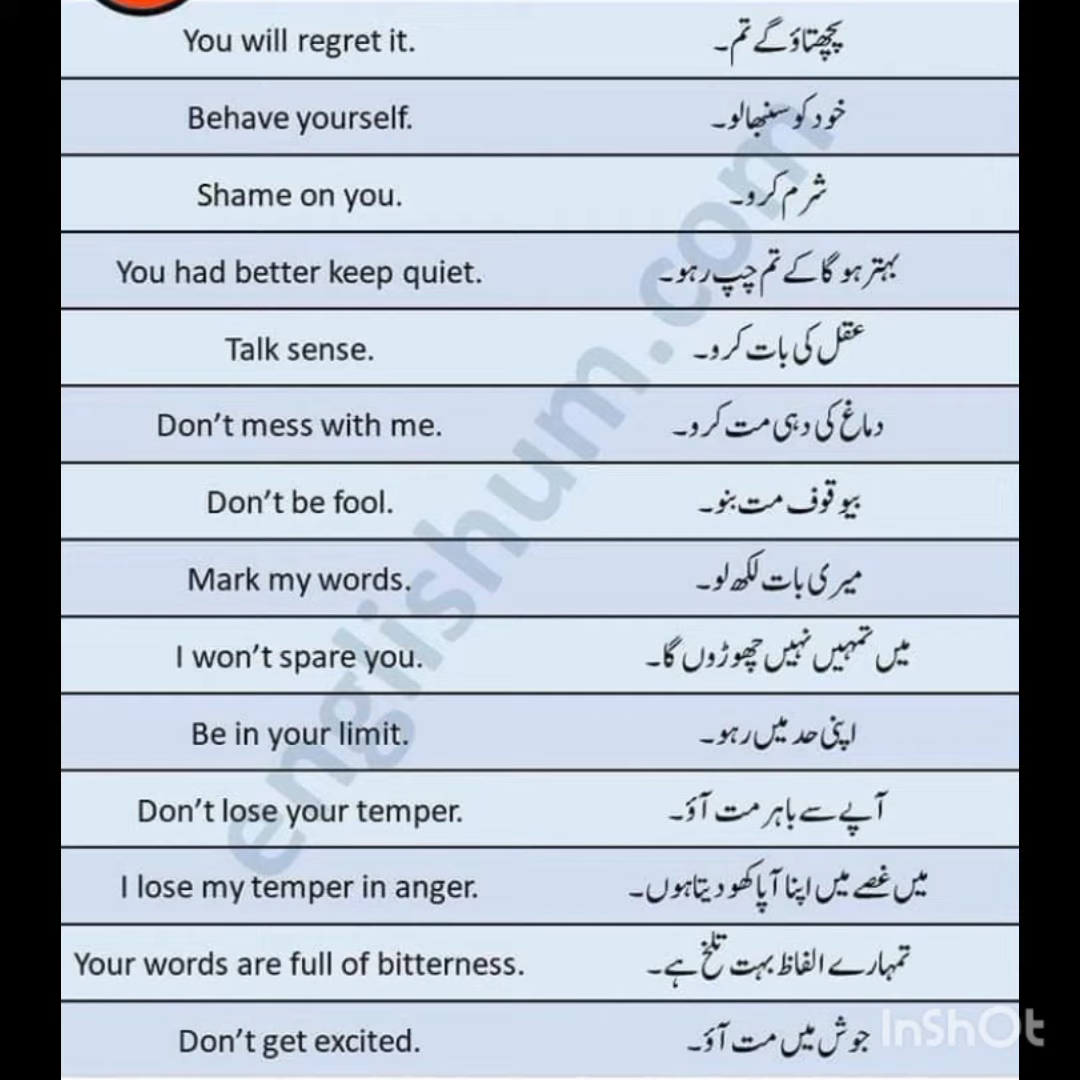 You will regret it. پچھتاؤ گے تم۔
Behave yourself. خود کو سنبھالو۔
Shame on you. شرم کرو۔
You had better keep quiet. بہتر ہو گا کے تم چپ رہو۔
Talk sense. عقل کی بات کرو۔
Don’t mess with me. دماغ کی دہی مت کرو۔
Don’t be fool. بیوقوف مت بنو۔
Mark my words. میری بات لکھ لو۔
I won’t spare you. میں تمہیں نہیں چھوڑوں گا۔
Be in your limit. اپنی حد میں رہو۔
Don’t lose your temper. آپے سے باہر مت آؤ۔
I lose my temper in anger. میں غصے میں اپنا آپا کھو دیتا ہوں۔
Your words are full of bitterness. تمہارے الفاظ بہت تلخ ہے۔
Don’t get excited. جوش میں مت آؤ۔
englishum.com
InShOt